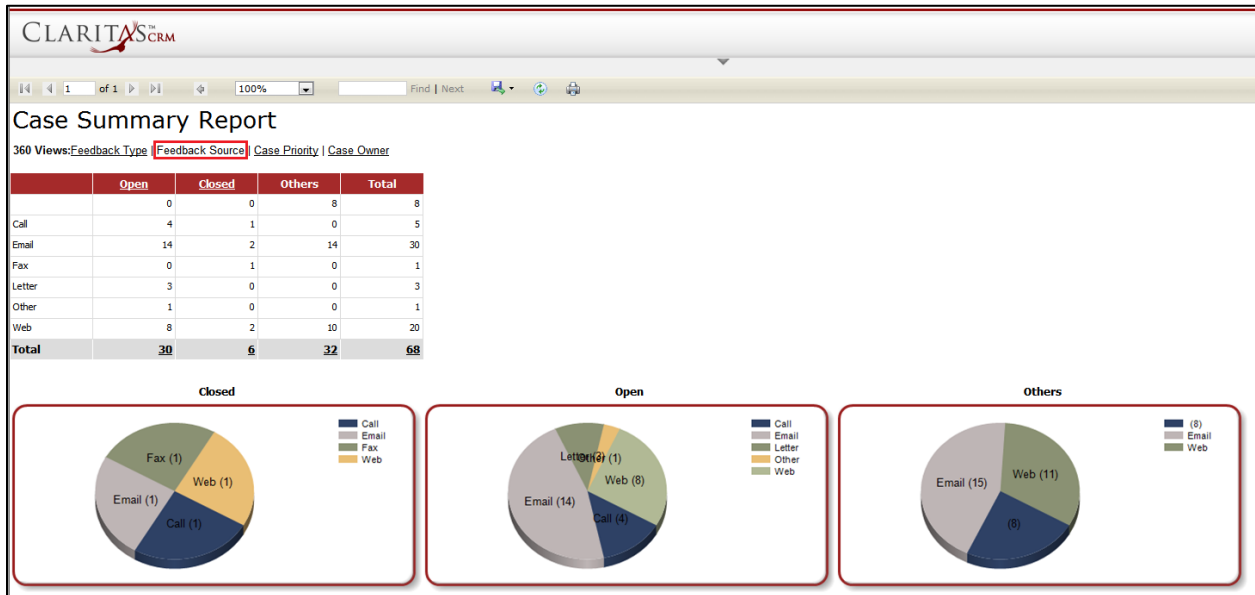 CLARITAS™ CRM
1 of 1 100% Find | Next
Case Summary Report
360 Views:Feedback Type | Feedback Source | Case Priority | Case Owner
Open Closed Others Total
0 0 8 8
Call 4 1 0 5
Email 14 2 14 30
Fax 0 1 0 1
Letter 3 0 0 3
Other 1 0 0 1
Web 8 2 10 20
Total 30 6 32 68
Closed
Fax (1)
Web (1)
Email (1)
Call (1)
Call
Email
Fax
Web
Open
Letter (3)
Other (1)
Web (8)
Email (14)
Call (4)
Call
Email
Letter
Other
Web
Others
Email (15)
Web (11)
(8)
(8)
Email
Web